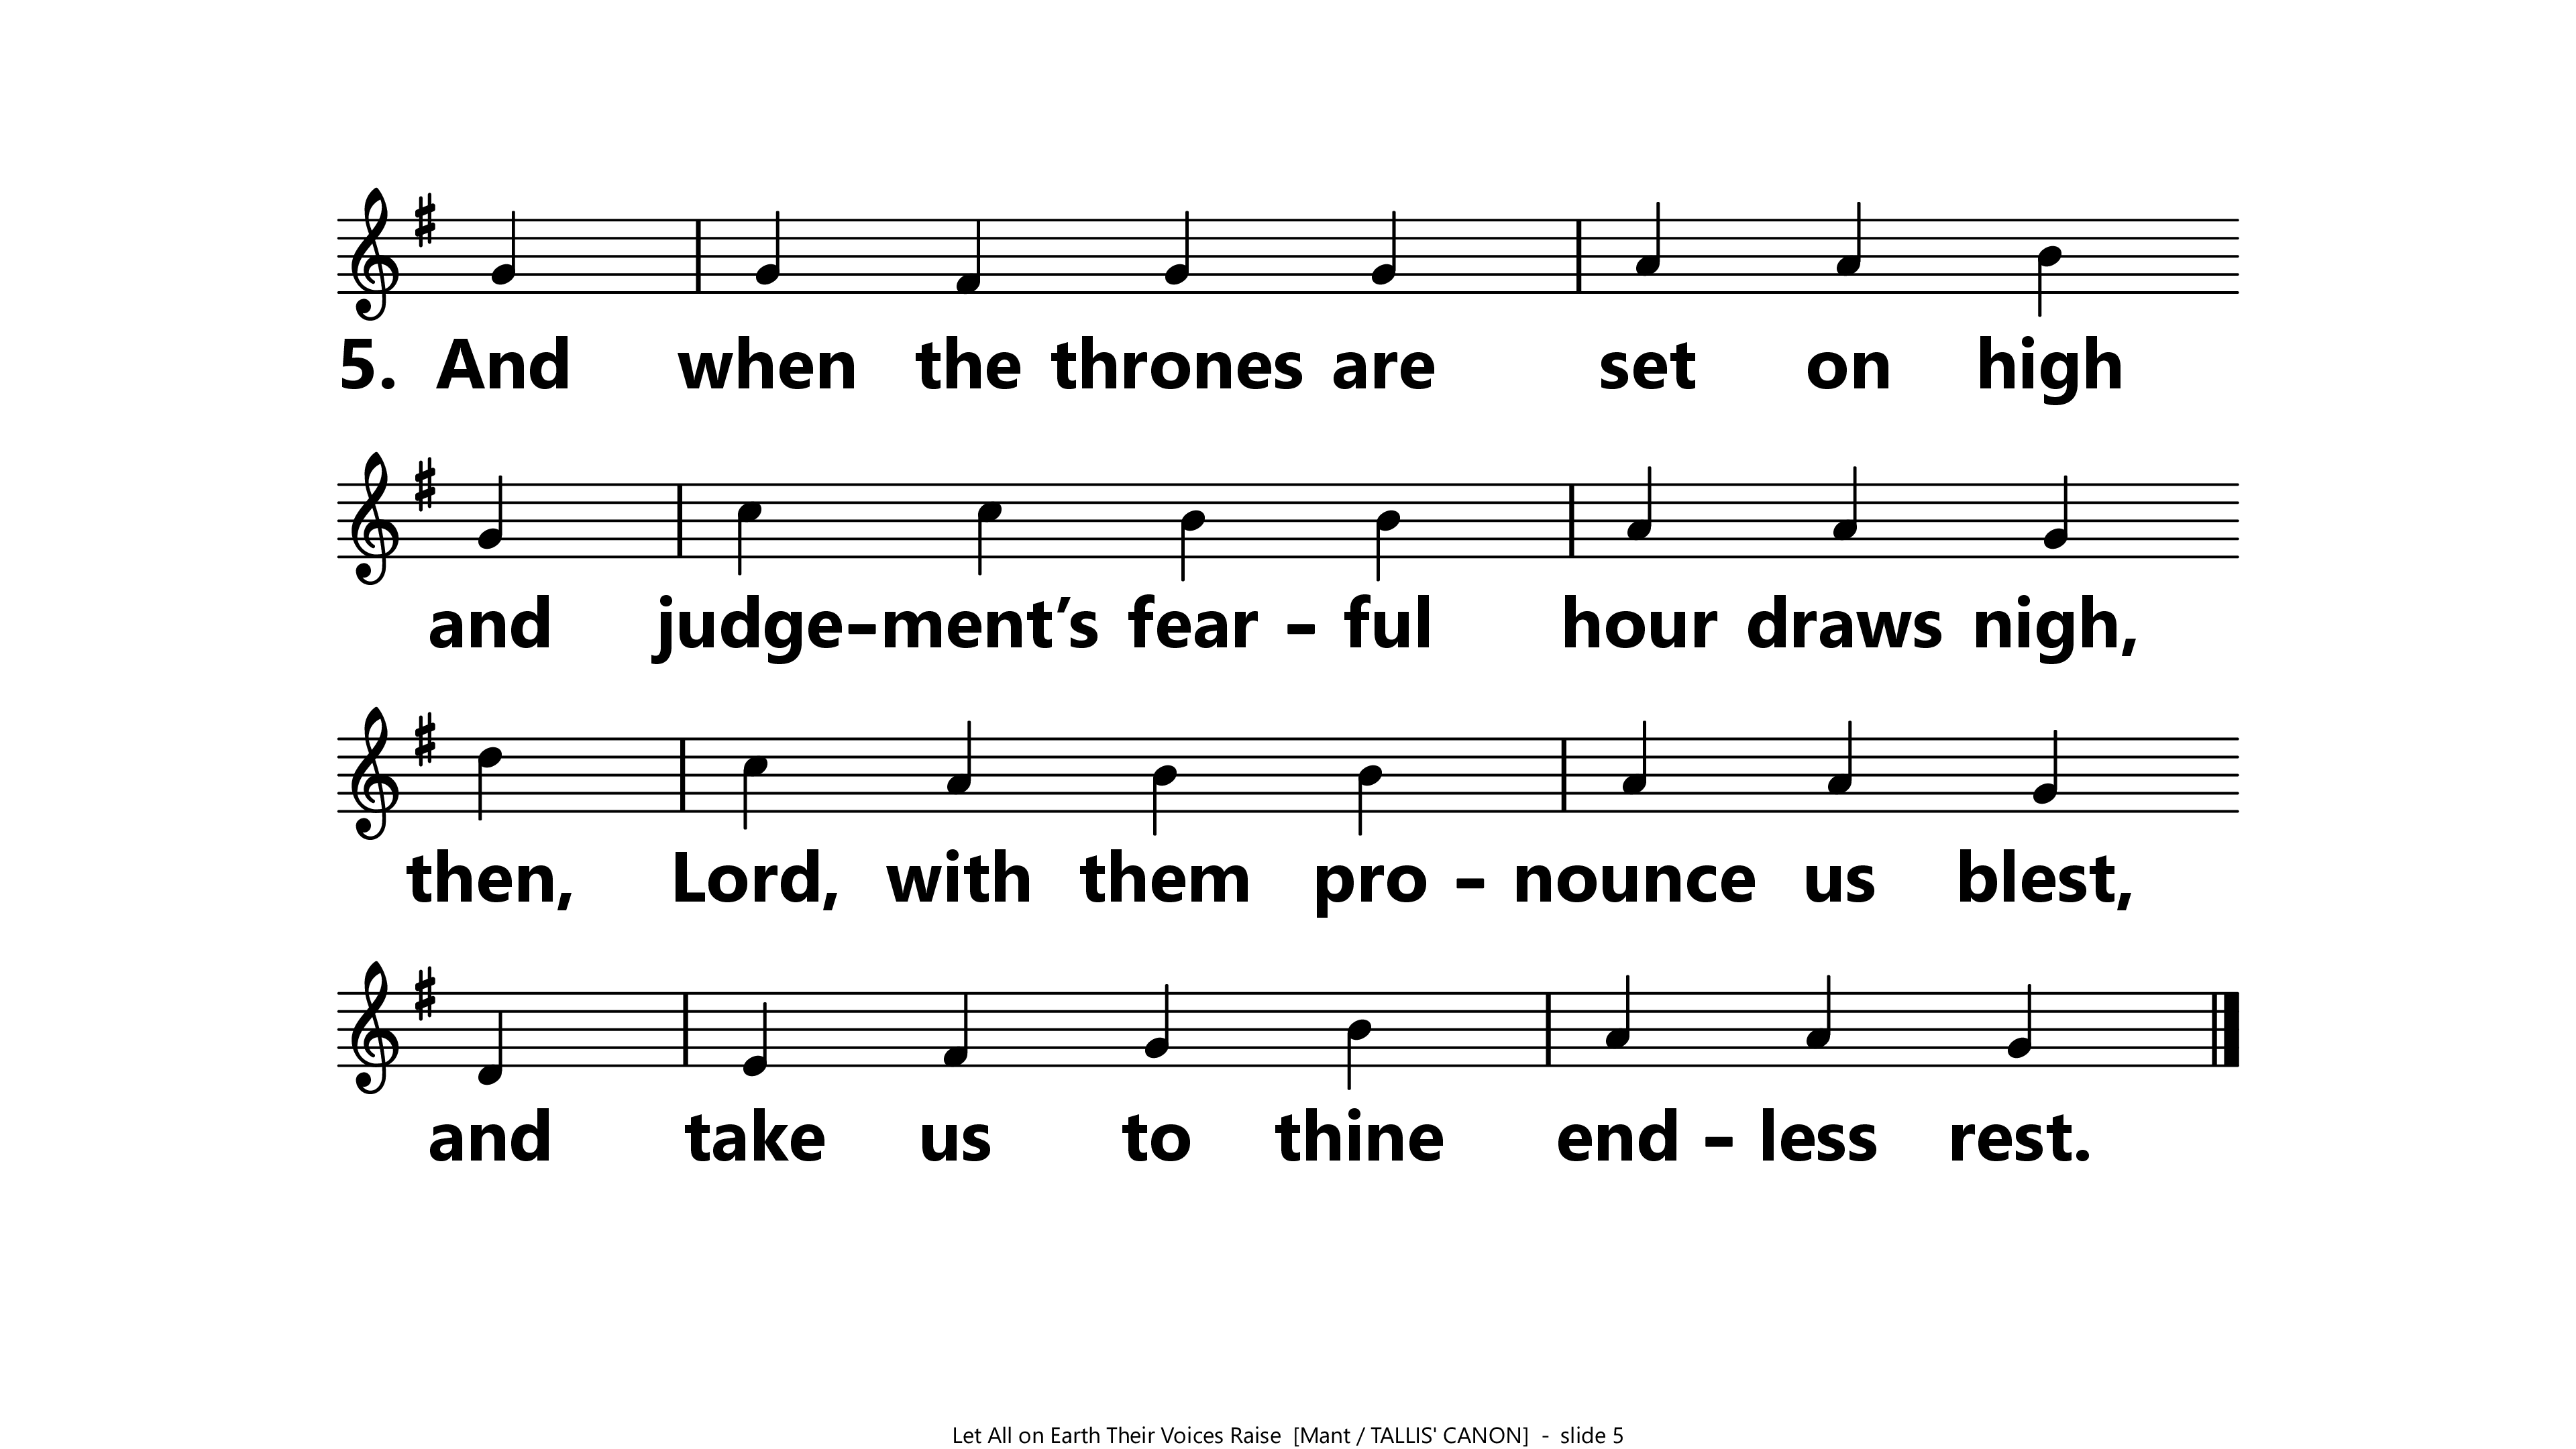 5. And when the thrones are set on high
and judge-ment’s fear - ful hour draws nigh,
then, Lord, with them pro - nounce us blest,
and take us to thine end - less rest.
Let All on Earth Their Voices Raise [Mant / TALLIS' CANON] - slide 5